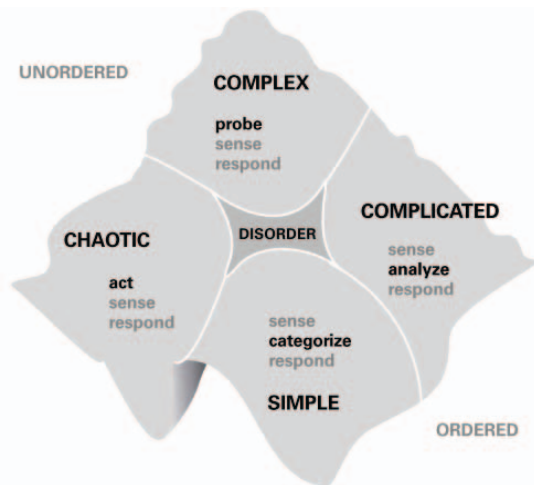 UNORDERED
COMPLEX
probe
sense
respond
COMPLICATED
sense
analyze
respond
DISORDER
CHAOTIC
act
sense
respond
sense
categorize
respond
SIMPLE
ORDERED